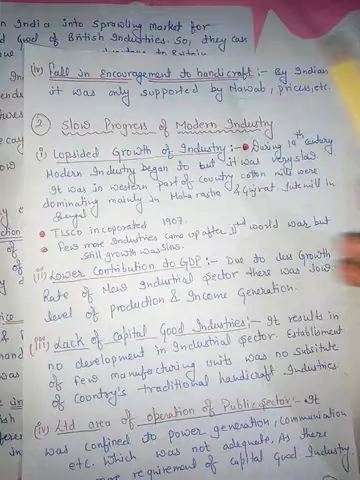 n India into sprawling market for
d good of British Industries. So, they can
(iv) Fall in Encouragement to handicraft :- By Indian
it was only supported by Nawab, prices, etc.
② Slow Progress of Modern Industry
(i) Lopsided Growth of Industry :- During 19th century
Modern Industry began to but it was very slow.
It was in western part of country cotton mills were
dominating mainly in Maharastra & Gujrat Jute mill in
Bengal
• TISCO incoporated 1907.
• Few more Industries came up after IInd world war but
still growth was slow.
(ii) Lower Contribution to GDP :- Due to less Growth
Rate of New Industrial Sector there was low
level of production & Income Generation.
(iii) Lack of Capital Good Industries :- It results in
no development in Industrial Sector. Establisment
of few manufacturing units was no subsitute
of country's traditional handicraft Industries.
(iv) Ltd area of operation of Public Sector :- It
was confined to power generation, Communication
etc. which was not adequate, As there
requirement of Capital Good Industry.